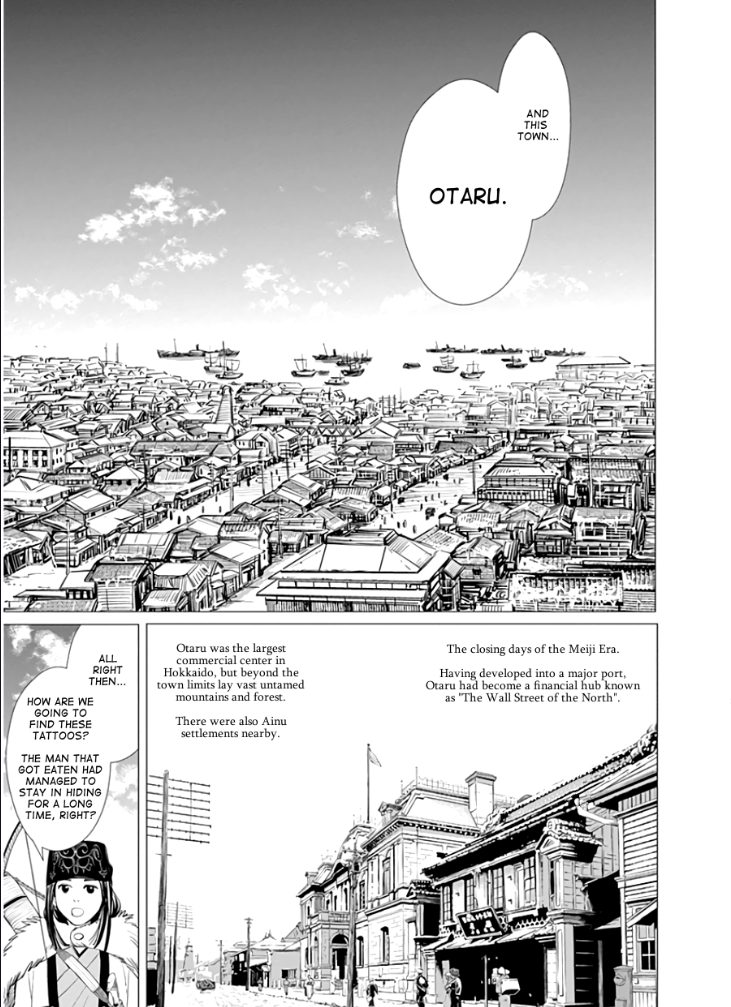 AND
THIS
TOWN...
OTARU.
The closing days of the Meiji Era.
Having developed into a major port,
Otaru had become a financial hub known
as "The Wall Street of the North".
Otaru was the largest
commercial center in
Hokkaido, but beyond the
town limits lay vast untamed
mountains and forest.
There were also Ainu
settlements nearby.
ALL
RIGHT
THEN...
HOW ARE WE
GOING TO
FIND THESE
TATTOOS?
THE MAN THAT
GOT EATEN HAD
MANAGED TO
STAY IN HIDING
FOR A LONG
TIME, RIGHT?